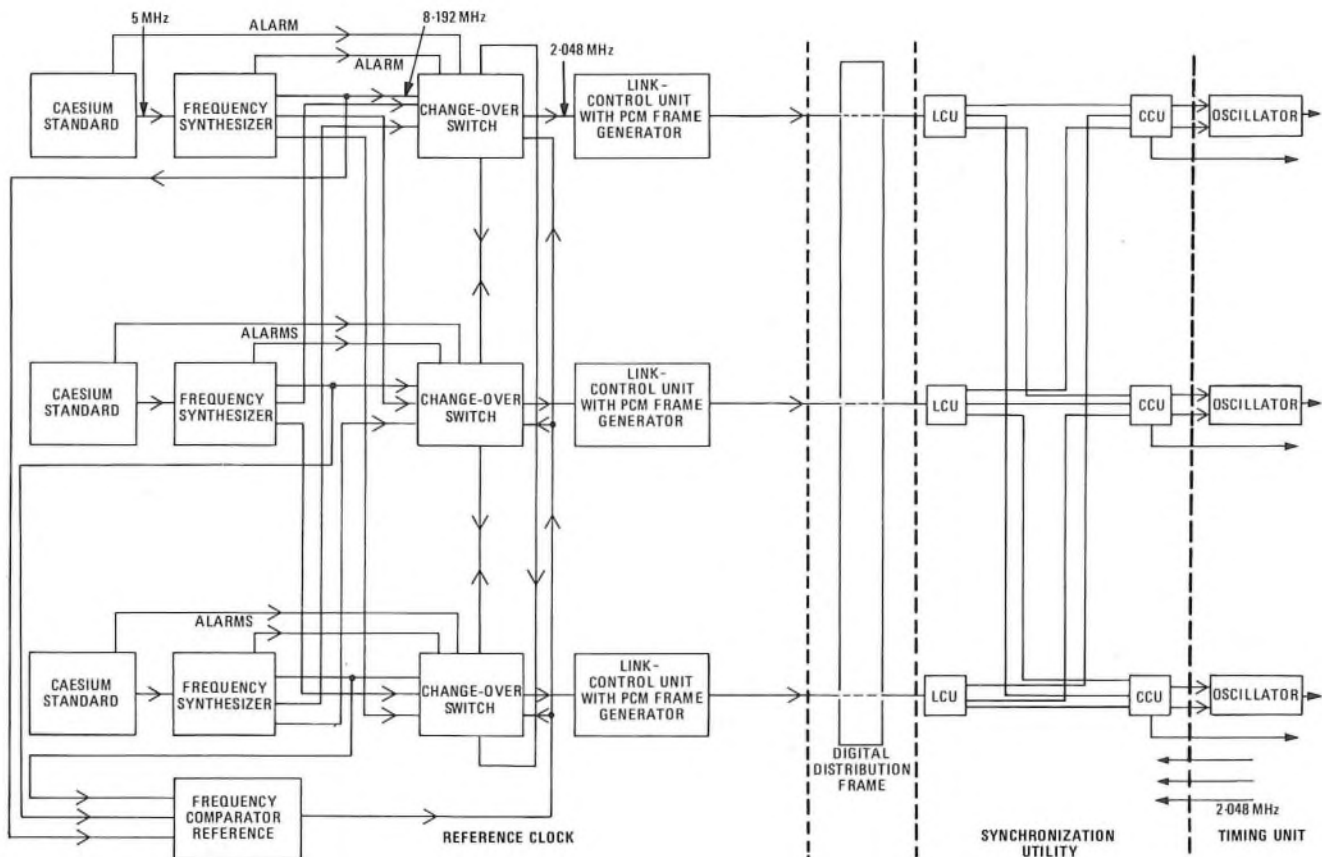 5 MHz
ALARM
8·192 MHz
ALARM
2·048 MHz
CAESIUM
STANDARD
FREQUENCY
SYNTHESIZER
CHANGE-OVER
SWITCH
LINK-
CONTROL UNIT
WITH PCM FRAME
GENERATOR
LCU
CCU
OSCILLATOR
ALARMS
CAESIUM
STANDARD
FREQUENCY
SYNTHESIZER
CHANGE-OVER
SWITCH
LINK-
CONTROL UNIT
WITH PCM FRAME
GENERATOR
LCU
CCU
OSCILLATOR
ALARMS
CAESIUM
STANDARD
FREQUENCY
SYNTHESIZER
CHANGE-OVER
SWITCH
LINK-
CONTROL UNIT
WITH PCM FRAME
GENERATOR
LCU
CCU
OSCILLATOR
DIGITAL
DISTRIBUTION
FRAME
2·048 MHz
FREQUENCY
COMPARATOR
REFERENCE
REFERENCE CLOCK
SYNCHRONIZATION
UTILITY
TIMING UNIT